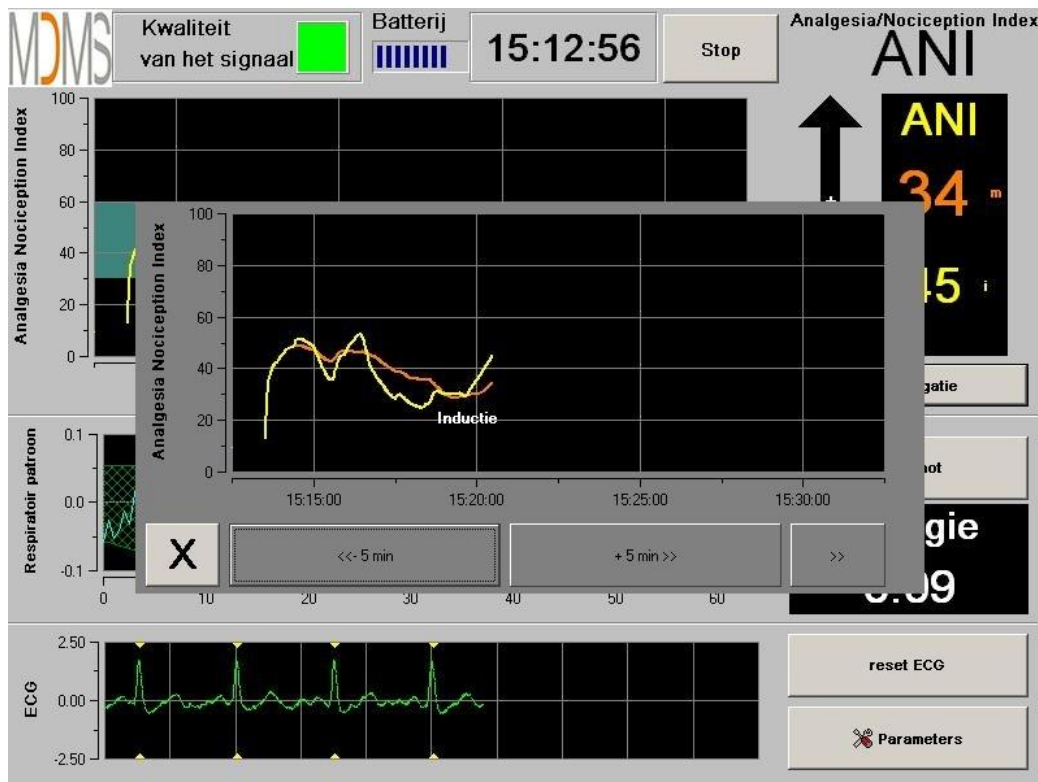 MDMS
Kwaliteit
van het signaal
Batterij
15:12:56
Stop
Analgesia/Nociception Index
ANI
Analgesia Nociception Index
100
80
60
40
20
0
ANI
34 m
i
+
Analgesia Nociception Index
100
80
60
40
20
0
Inductie
15:15:00
15:20:00
15:25:00
15:30:00
X
<<- 5 min
+ 5 min >>
>>
Respiratoir patroon
0.1
0.0
-0.1
0
10
20
30
40
50
60
ECG
2.50
0.00
-2.50
reset ECG
Parameters